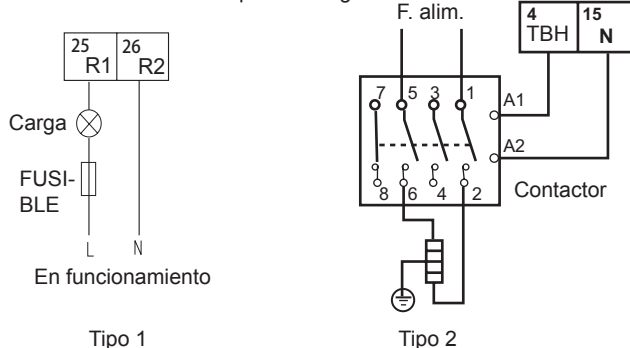 F. alim.
4 15
TBH N
25 26
R1 R2
7 5 3 1
A1
Carga
A2
FUSI-
BLE
8 6 4 2
Contactor
L N
En funcionamiento
Tipo 1 Tipo 2